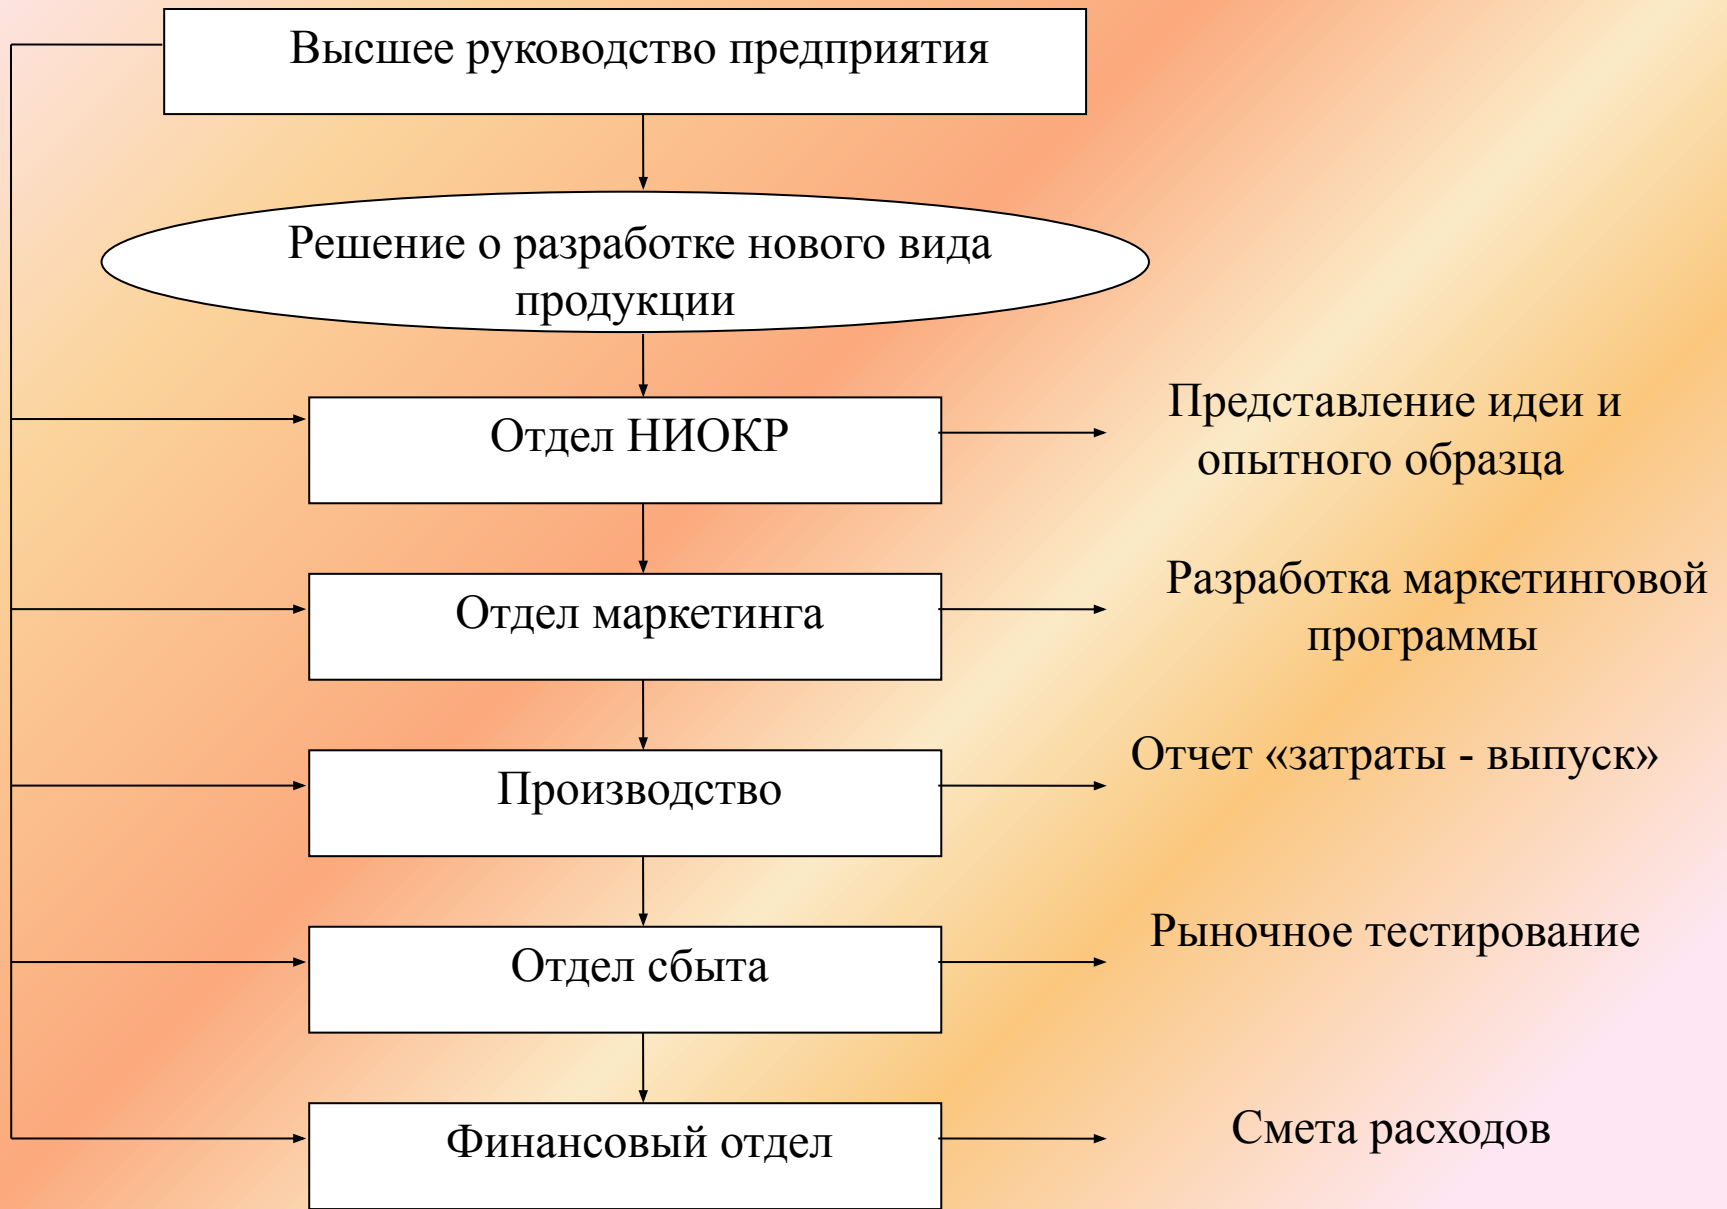 Высшее руководство предприятия
Решение о разработке нового вида
продукции
Отдел НИОКР
Представление идеи и
опытного образца
Отдел маркетинга
Разработка маркетинговой
программы
Производство
Отчет «затраты - выпуск»
Отдел сбыта
Рыночное тестирование
Финансовый отдел
Смета расходов